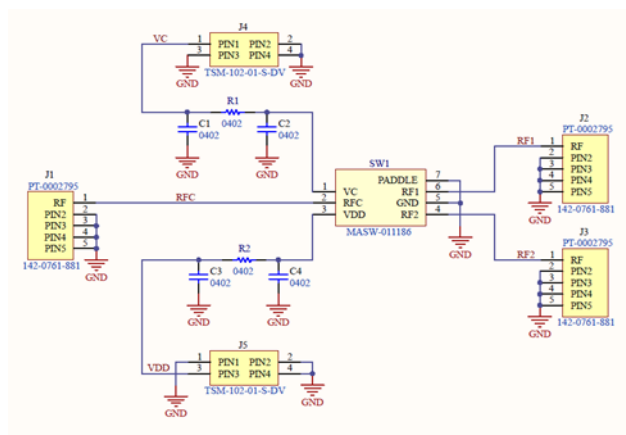 J4
VC
1
PIN1 PIN2
2
3
PIN3 PIN4
4
TSM-102-01-S-DV
GND
GND
R1
0402
C1
0402
C2
0402
GND
GND
J1
PT-0002795
RF
1
PIN2
2
PIN3
3
PIN4
4
PIN5
5
142-0761-881
GND
RFC
SW1
1
VC
2
RFC
3
VDD
PADDLE
7
RF1
6
GND
5
RF2
4
MASW-011186
GND
RF1
J2
PT-0002795
1
RF
2
PIN2
3
PIN3
4
PIN4
5
PIN5
142-0761-881
GND
RF2
J3
PT-0002795
1
RF
2
PIN2
3
PIN3
4
PIN4
5
PIN5
142-0761-881
GND
R2
0402
C3
0402
C4
0402
GND
GND
J5
VDD
1
PIN1 PIN2
2
3
PIN3 PIN4
4
TSM-102-01-S-DV
GND
GND